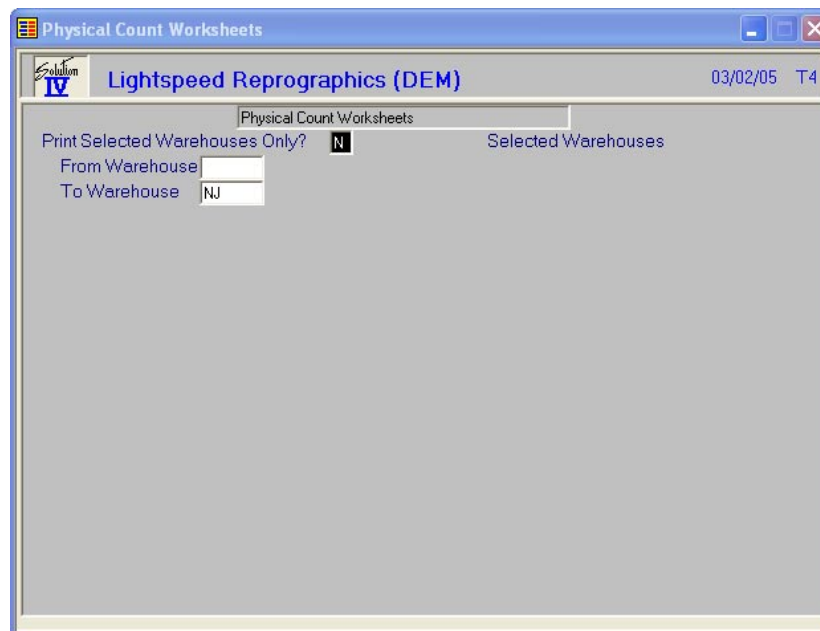 Physical Count Worksheets
Solution IV Lightspeed Reprographics (DEM) 03/02/05 T4
Physical Count Worksheets
Print Selected Warehouses Only? N Selected Warehouses
From Warehouse
To Warehouse NJ